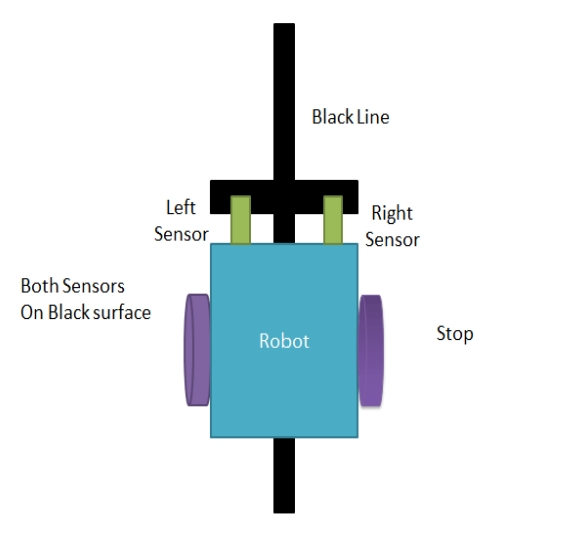 Black Line
Left
Sensor
Right
Sensor
Both Sensors
On Black surface
Robot
Stop